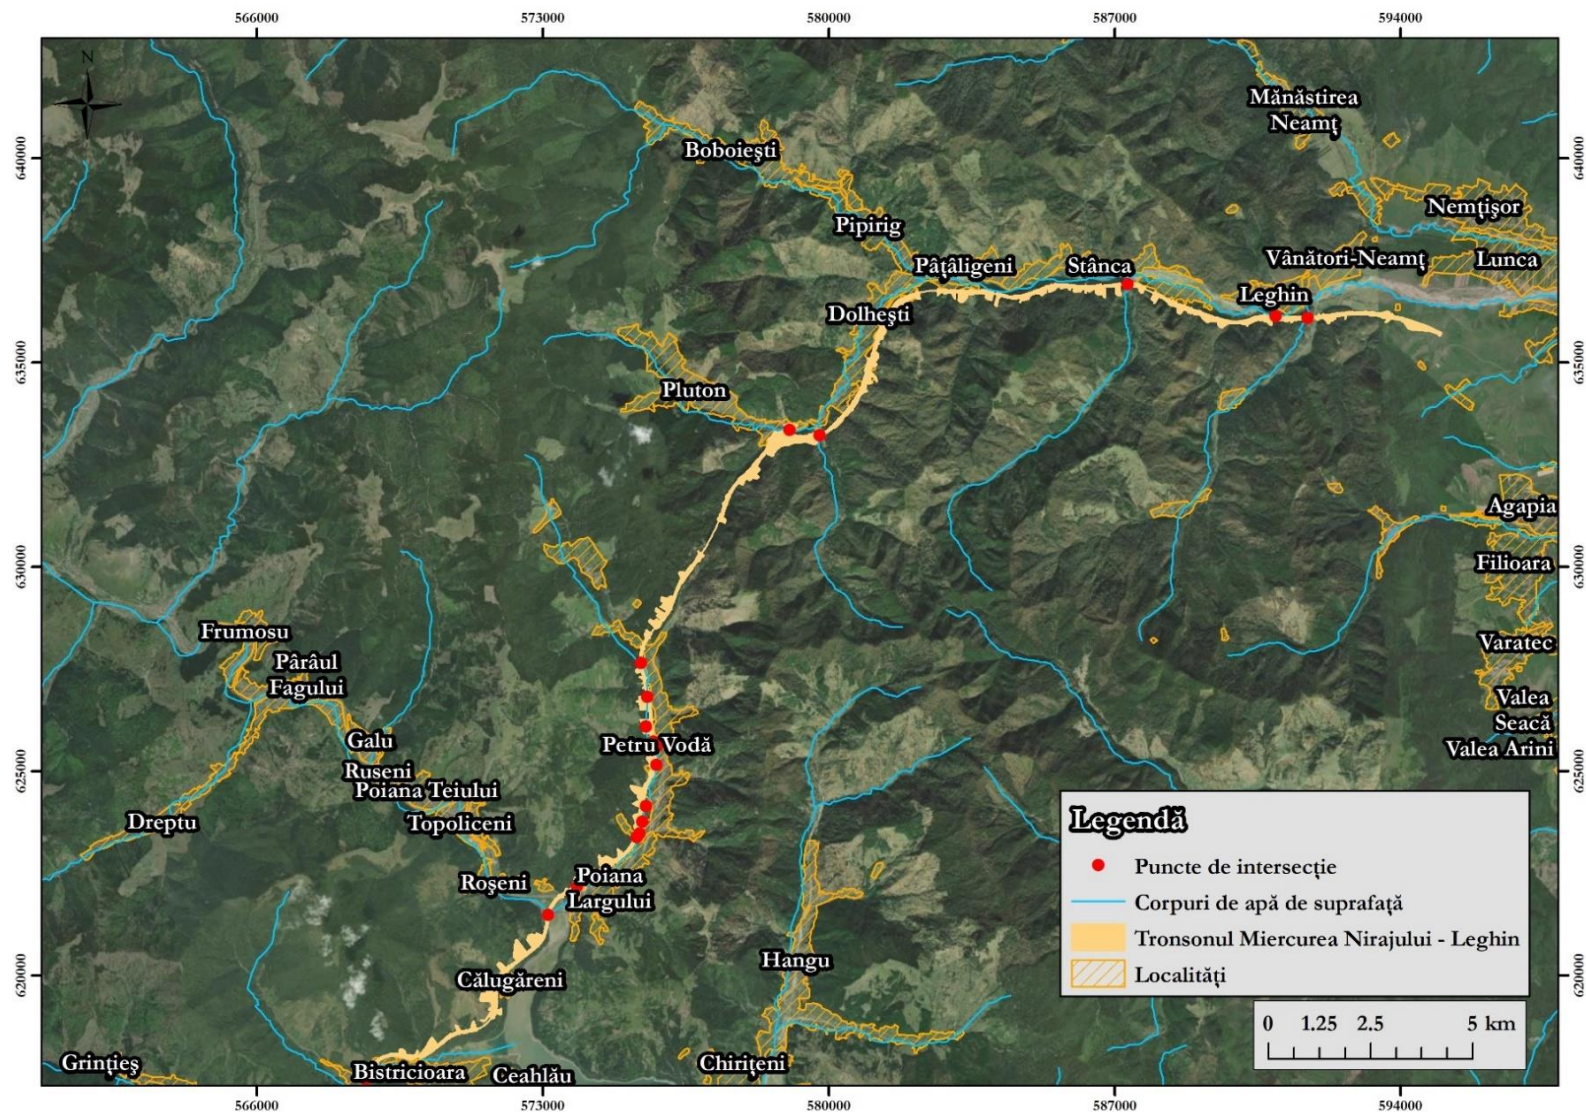 566000 573000 580000 587000 594000
N
Mănăstirea
Neamț
640000 640000
Boboiești
Nemțișor
Pipirig
Vânători-Neamț
Pâțâligeni Stânca Lunca
Leghin
Dolhești
635000 635000
Pluton
Agapia
630000 Filioara 630000
Frumosu
Varatec
Pârâul
Fagului
Valea
Seacă
Galu Petru Vodă Valea Arini
Ruseni
625000 625000
Poiana Teiului
Dreptu Topoliceni
Legendă
Puncte de intersecție
Corpuri de apă de suprafață
Tronsonul Miercurea Nirajului - Leghin
Localități
Roșeni Poiana
Largului
Hangu
Călugăreni
620000 620000
0 1.25 2.5 5 km
Grințieș Bistricioara Ceahlău Chirițeni
566000 573000 580000 587000 594000